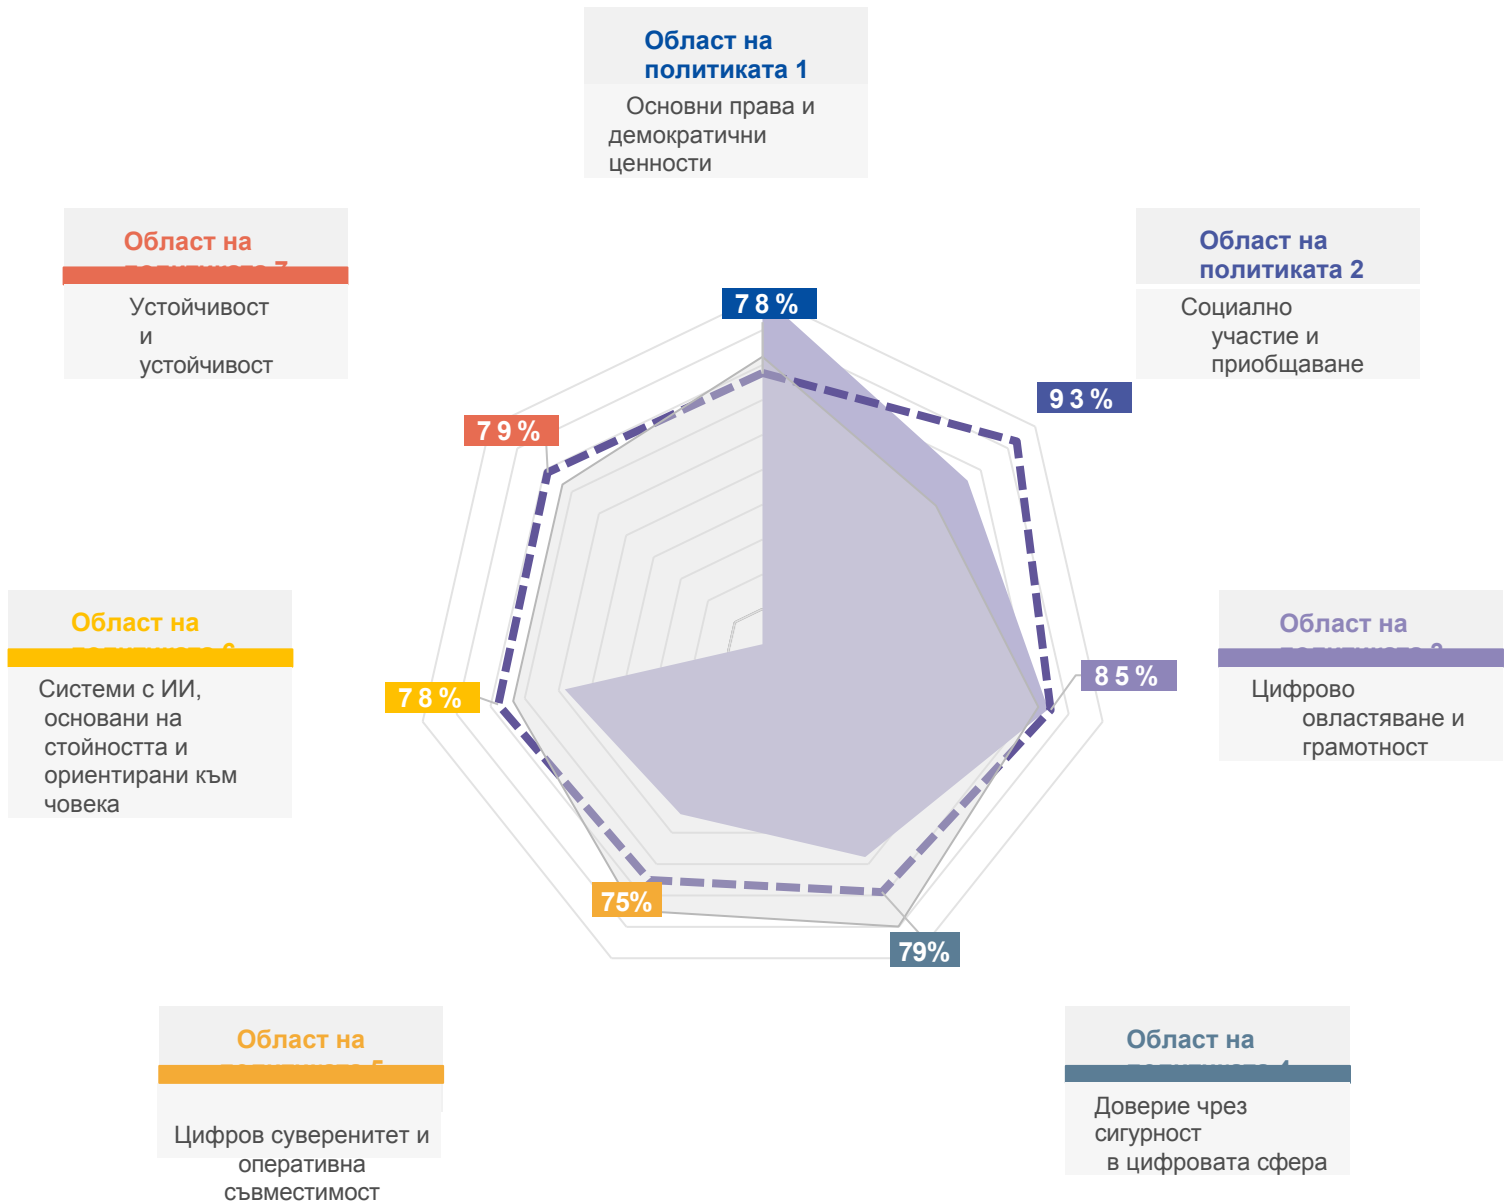 Област на
политиката 1
Основни права и
демократични
ценности
Област на
Устойчивост
и
устойчивост
Област на
политиката 2
Социално
участие и
приобщаване
78%
93%
79%
Област на
Системи с ИИ,
основани на
стойността и
ориентирани към
човека
78%
85%
Област на
Цифрово
овластяване и
грамотност
75%
79%
Област на
Цифров суверенитет и
оперативна
съвместимост
Област на
Доверие чрез
сигурност
в цифровата сфера